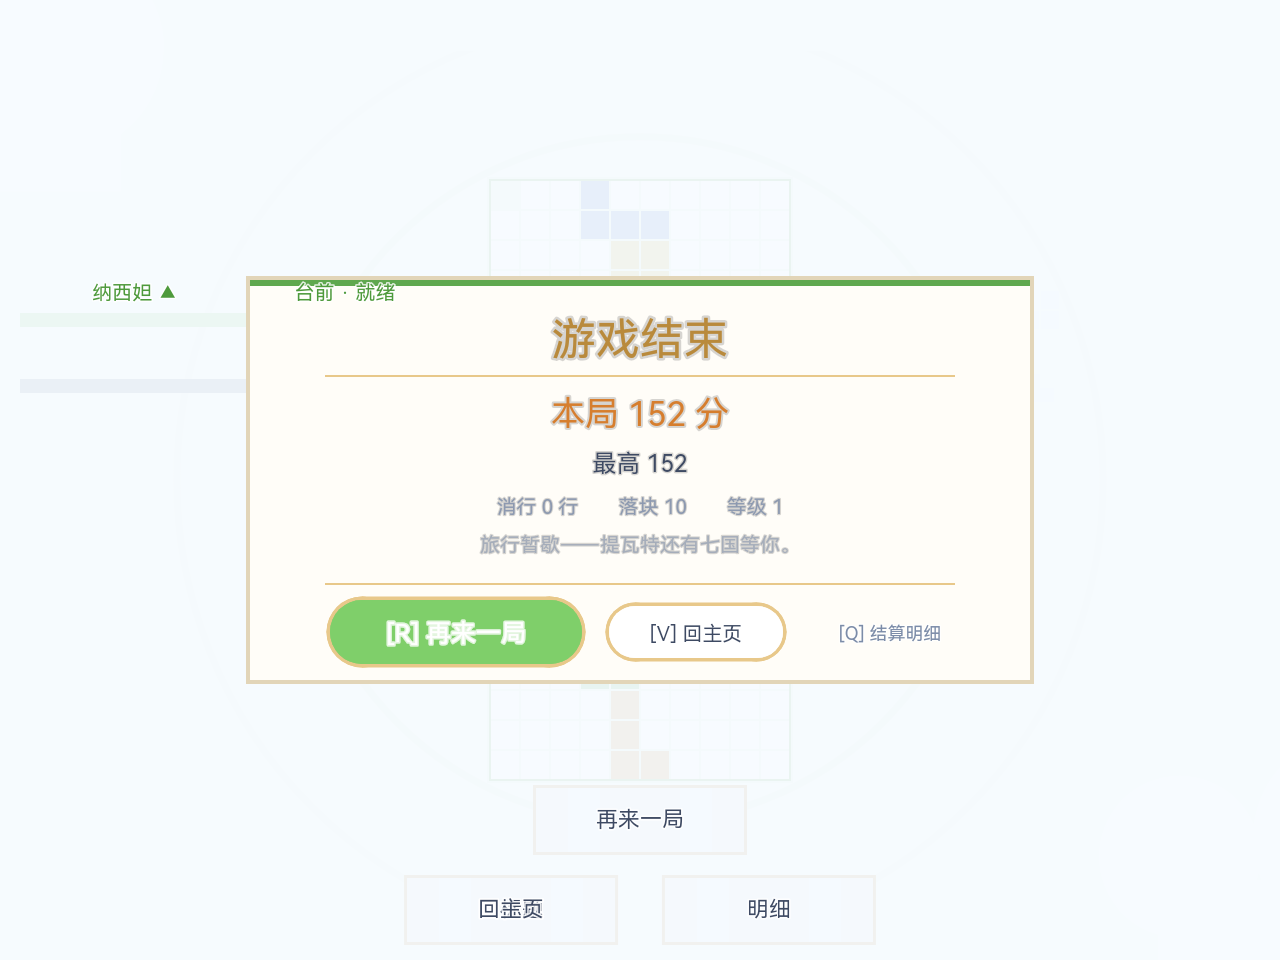 纳西妲 ▲
台前 · 就绪
游戏结束
本局 152 分
最高 152
消行 0 行 落块 10 等级 1
旅行暂歇——提瓦特还有七国等你。
[R] 再来一局 [V] 回主页 [Q] 结算明细
再来一局
回主页 明细